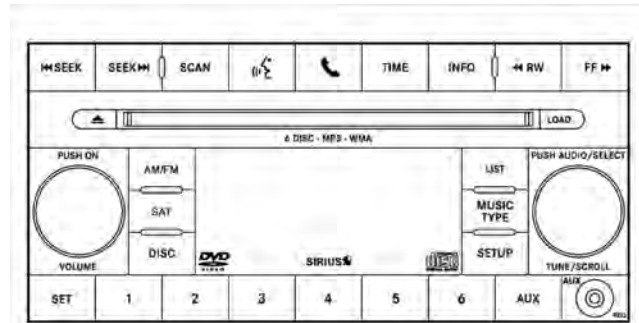 SEEK SEEK SCAN TIME INFO RW FF
LOAD
6 DISC - MP3 - WMA
PUSH ON
PUSH AUDIO/SELECT
AM/FM
LIST
SAT
MUSIC
TYPE
DISC
SETUP
DVD
VIDEO
SIRIUS
VOLUME
TUNE/SCROLL
SET 1 2 3 4 5 6 AUX
AUX